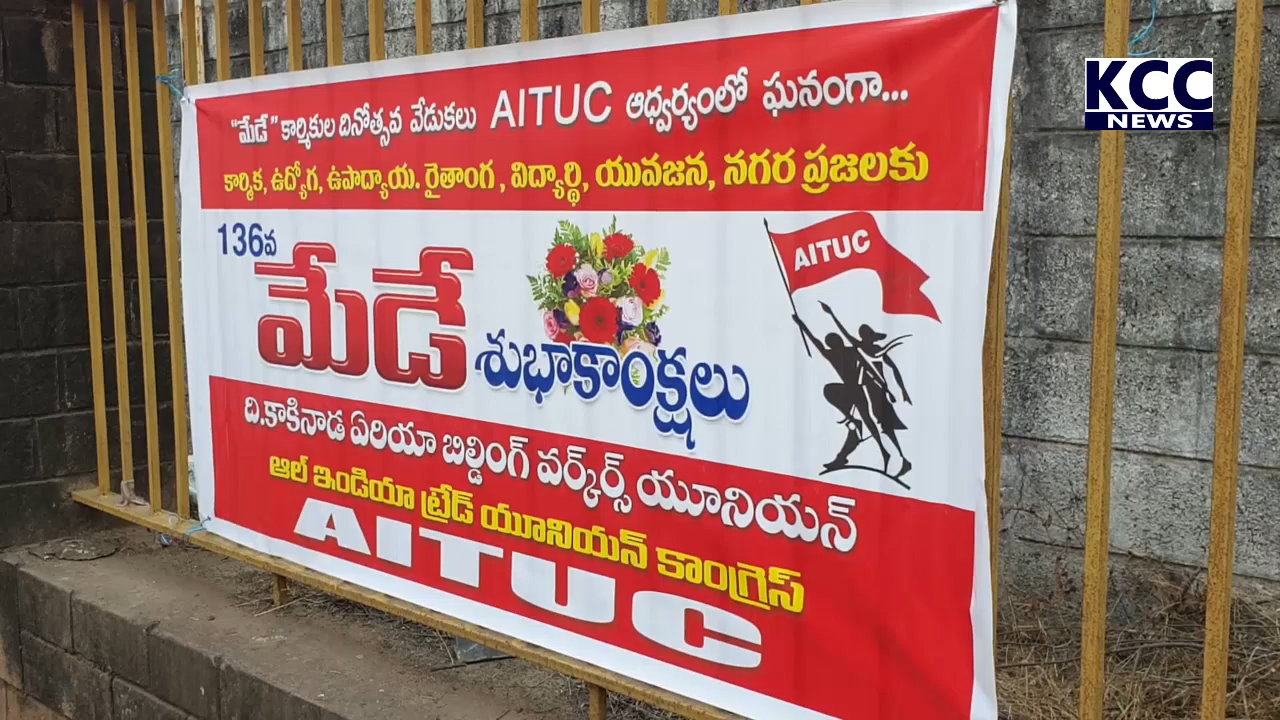 "మేడే" కార్మికుల దినోత్సవ వేడుకలు AITUC ఆధ్వర్యంలో ఘనంగా...
కార్మిక, ఉద్యోగ, ఉపాధ్యాయ. రైతాంగ, విద్యార్థి, యువజన, నగర ప్రజలకు
136వ
మేడే
శుభాకాంక్షలు
AITUC
ది.కాకినాడ ఏరియా బిల్డింగ్ వర్క్‌ర్స్ యూనియన్
ఆల్ ఇండియా ట్రేడ్ యూనియన్ కాంగ్రెస్
AITUC
KCC
NEWS